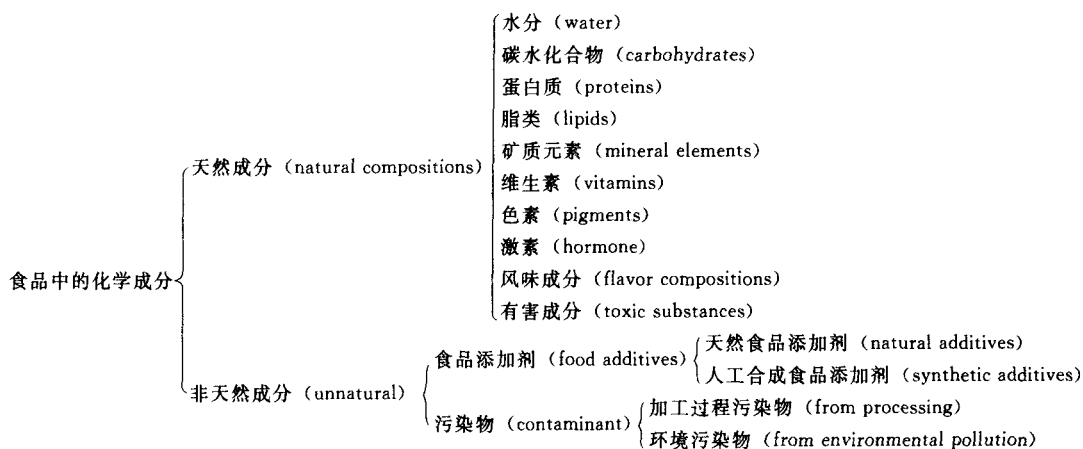 水分（water）
碳水化合物（carbohydrates）
蛋白质（proteins）
脂类（lipids）
矿质元素（mineral elements）
天然成分（natural compositions）
维生素（vitamins）
色素（pigments）
激素（hormone）
食品中的化学成分
风味成分（flavor compositions）
有害成分（toxic substances）
天然食品添加剂（natural additives）
食品添加剂（food additives）
人工合成食品添加剂（synthetic additives）
非天然成分（unnatural）
加工过程污染物（from processing）
污染物（contaminant）
环境污染物（from environmental pollution）